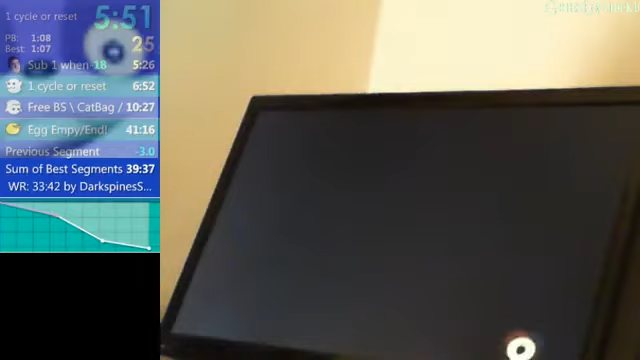 1 cycle or reset
5:51
PB: 1:08
Best: 1:07
25
Sub 1 when -18 5:26
1 cycle or reset 6:52
Free BS \ CatBag / 10:27
Egg Empy/Endl 41:16
Previous Segment -3.0
Sum of Best Segments 39:37
WR: 33:42 by DarkspinesS...